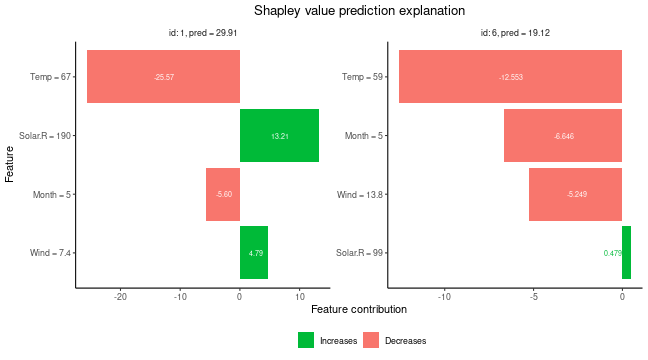 Shapley value prediction explanation
id: 1, pred = 29.91
id: 6, pred = 19.12
Feature
Temp = 67
-25.57
Solar.R = 190
13.21
Month = 5
-5.60
Wind = 7.4
4.79
-20
-10
0
10
Temp = 59
-12.553
Month = 5
-6.646
Wind = 13.8
-5.249
Solar.R = 99
0.479
-10
-5
0
Feature contribution
Increases
Decreases